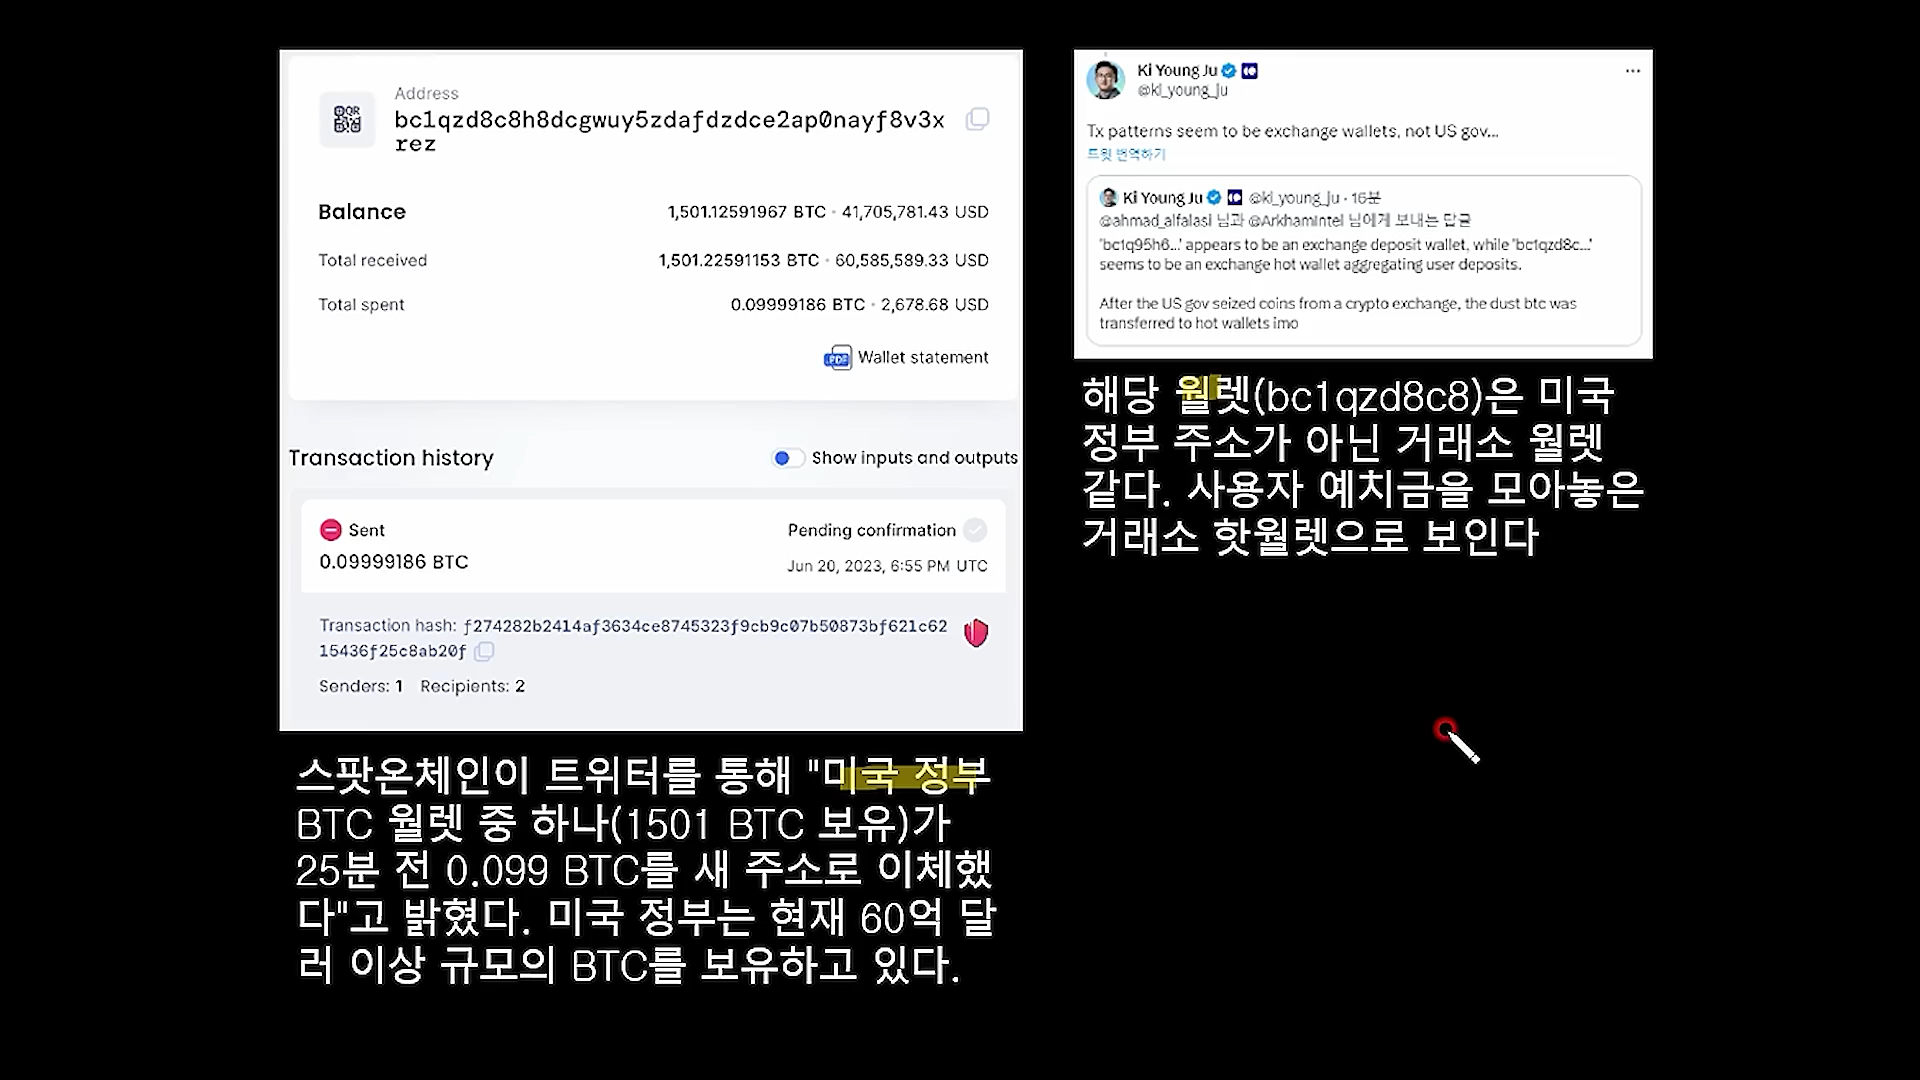 Address
bc1qzd8c8h8dcgwuy5zdafdzdce2ap0nayf8v3x
rez
Balance
1,501.12591967 BTC • 41,705,781.43 USD
Total received
1,501.22591153 BTC • 60,585,589.33 USD
Total spent
0.09999186 BTC • 2,678.68 USD
PDF Wallet statement
Transaction history
Show inputs and outputs
Sent
Pending confirmation
0.09999186 BTC
Jun 20, 2023, 6:55 PM UTC
Transaction hash: f274282b2414af3634ce8745323f9cb9c07b50873bf621c62
15436f25c8ab20f
Senders: 1 Recipients: 2
스팟온체인이 트위터를 통해 "미국 정부
BTC 월렛 중 하나(1501 BTC 보유)가
25분 전 0.099 BTC를 새 주소로 이체했
다"고 밝혔다. 미국 정부는 현재 60억 달
러 이상 규모의 BTC를 보유하고 있다.
Ki Young Ju
@ki_young_ju
Tx patterns seem to be exchange wallets, not US gov...
트윗 번역하기
Ki Young Ju @ki_young_ju · 16분
@ahmad_alfalasi 님과 @ArkhamIntel 님에게 보내는 답글
'bc1q95h6...' appears to be an exchange deposit wallet, while 'bc1qzd8c...'
seems to be an exchange hot wallet aggregating user deposits.
After the US gov seized coins from a crypto exchange, the dust btc was
transferred to hot wallets imo
해당 월렛(bc1qzd8c8)은 미국
정부 주소가 아닌 거래소 월렛
같다. 사용자 예치금을 모아놓은
거래소 핫월렛으로 보인다